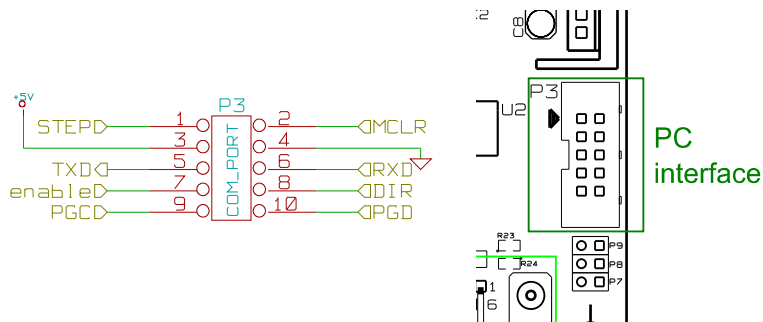 +5V
P3
STEP 1 2 MCLR
3 4
TXD 5 6 RXD
enable 7 8 DIR
PGC 9 10 PGD
COM_PORT
C8
P3
U2
PC
interface
R23
P9
R24
P8
P7
1
6